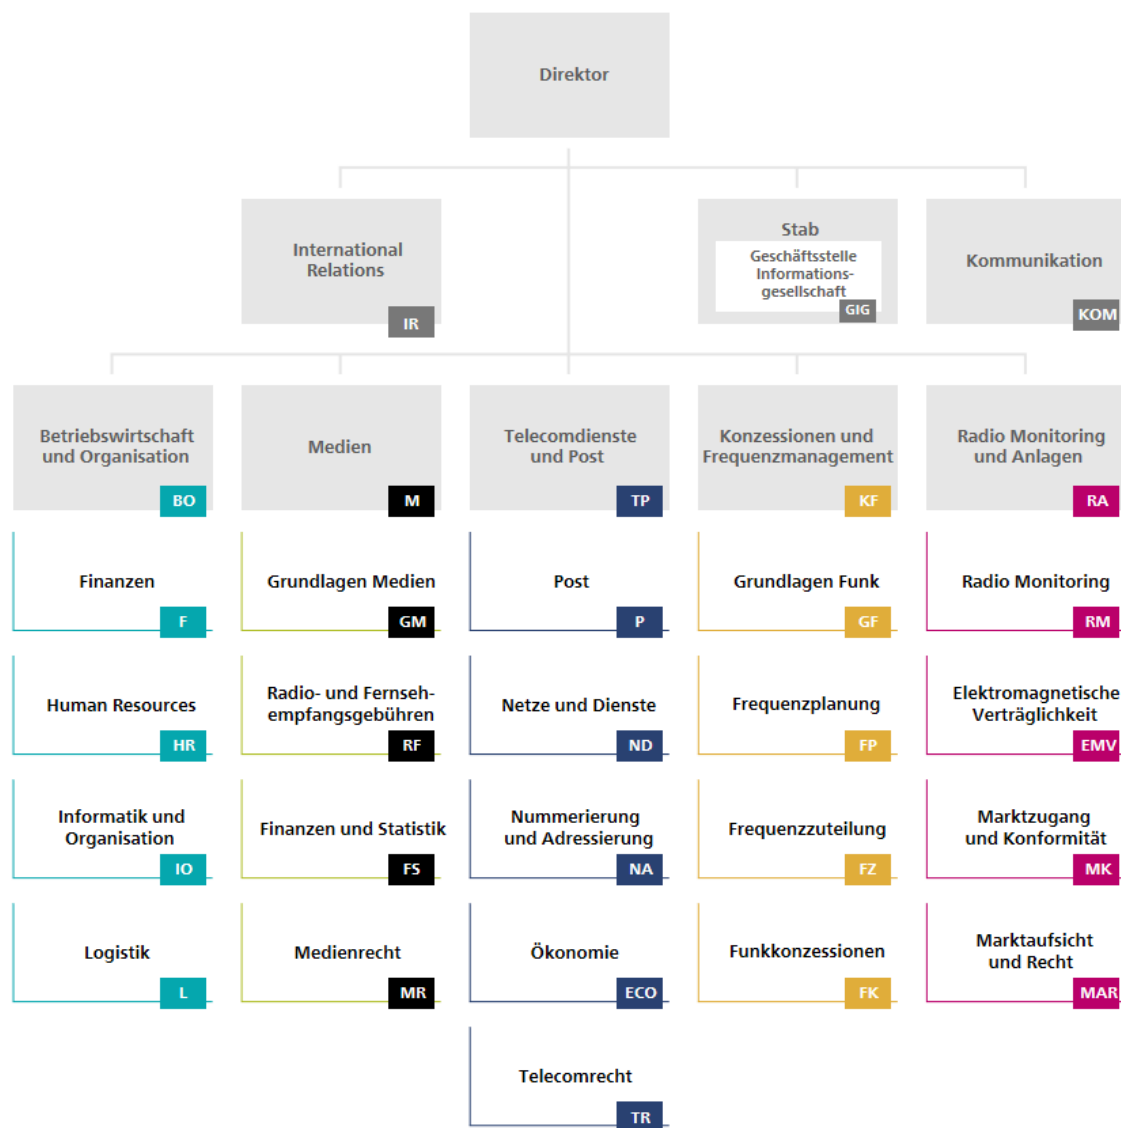 Direktor
International
Relations
IR
Stab
Geschäftsstelle
Informations-
gesellschaft
GIG
Kommunikation
KOM
Betriebswirtschaft
und Organisation
BO
Medien
M
Telecomdienste
und Post
TP
Konzessionen und
Frequenzmanagement
KF
Radio Monitoring
und Anlagen
RA
Finanzen
F
Grundlagen Medien
GM
Post
P
Grundlagen Funk
GF
Radio Monitoring
RM
Human Resources
HR
Radio- und Fernseh-
empfangsgebühren
RF
Netze und Dienste
ND
Frequenzplanung
FP
Elektromagnetische
Verträglichkeit
EMV
Informatik und
Organisation
IO
Finanzen und Statistik
FS
Nummerierung
und Adressierung
NA
Frequenzzuteilung
FZ
Marktzugang
und Konformität
MK
Logistik
L
Medienrecht
MR
Ökonomie
ECO
Funkkonzessionen
FK
Marktaufsicht
und Recht
MAR
Telecomrecht
TR